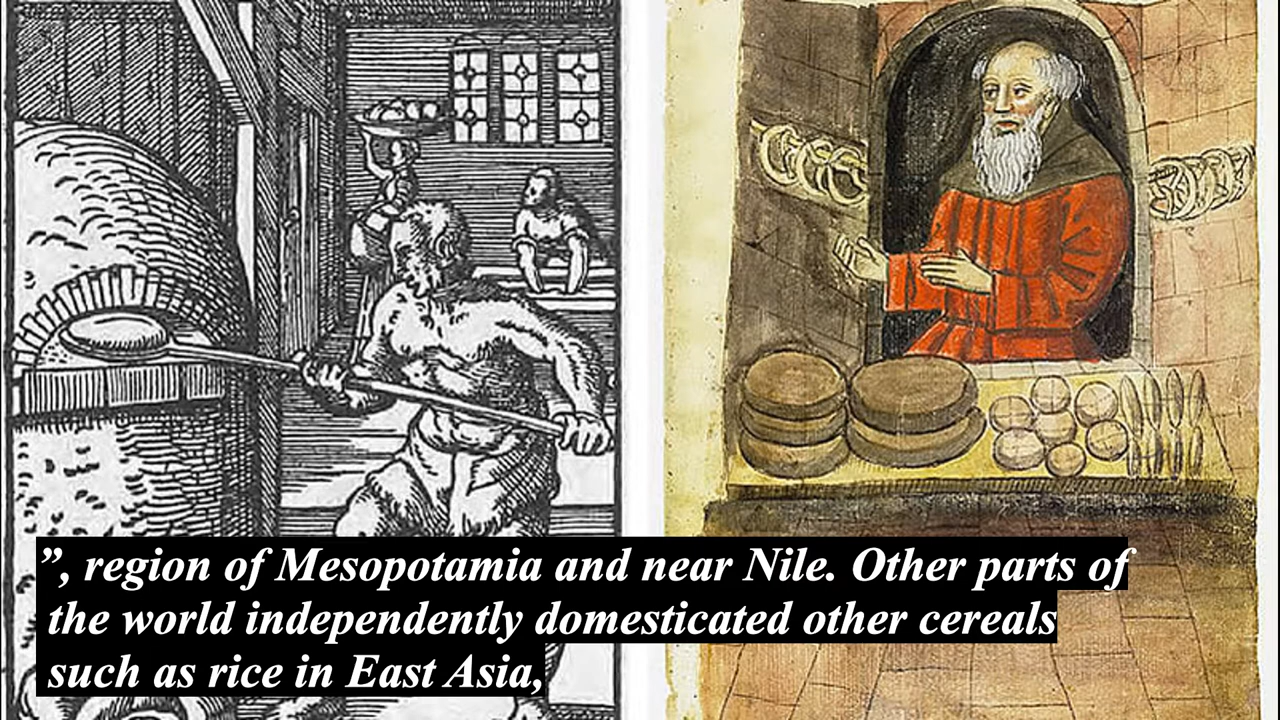 ”, region of Mesopotamia and near Nile. Other parts of
the world independently domesticated other cereals
such as rice in East Asia,